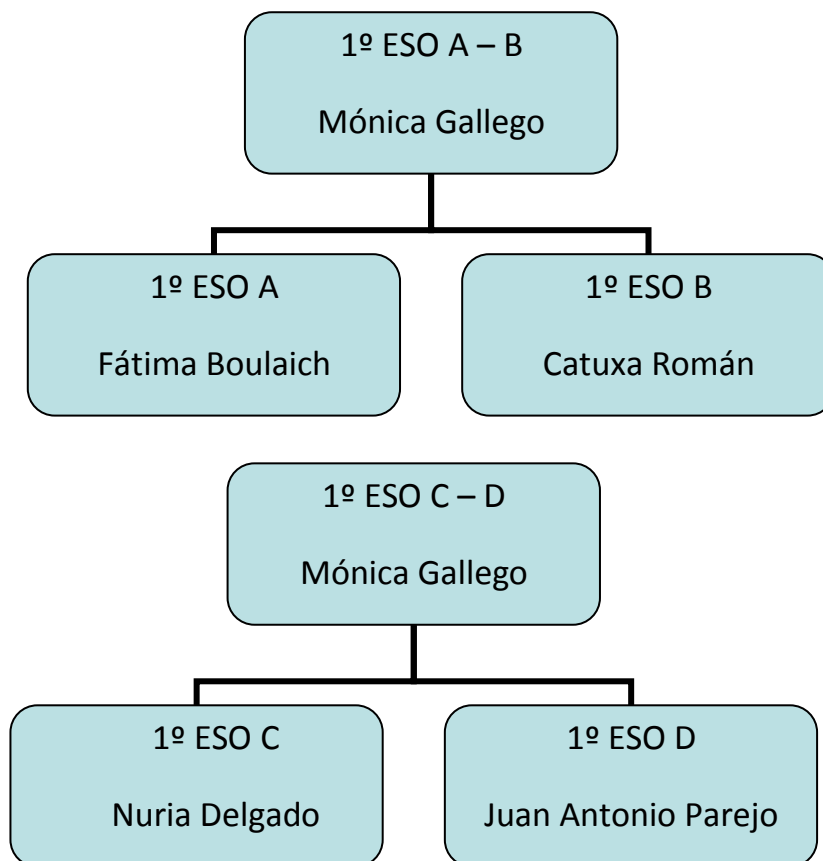 1º ESO A – B
Mónica Gallego
1º ESO A
Fátima Boulaich
1º ESO B
Catuxa Román
1º ESO C – D
Mónica Gallego
1º ESO C
Nuria Delgado
1º ESO D
Juan Antonio Parejo